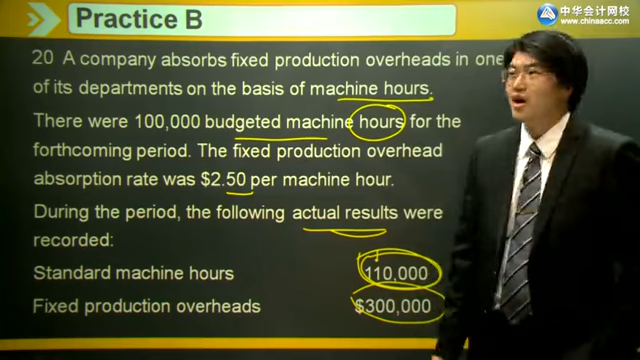 Practice B
中华会计网校
www.chinaacc.com
20 A company absorbs fixed production overheads in one
of its departments on the basis of machine hours.
There were 100,000 budgeted machine hours for the
forthcoming period. The fixed production overhead
absorption rate was $2.50 per machine hour.
During the period, the following actual results were
recorded:
Standard machine hours 110,000
Fixed production overheads $300,000